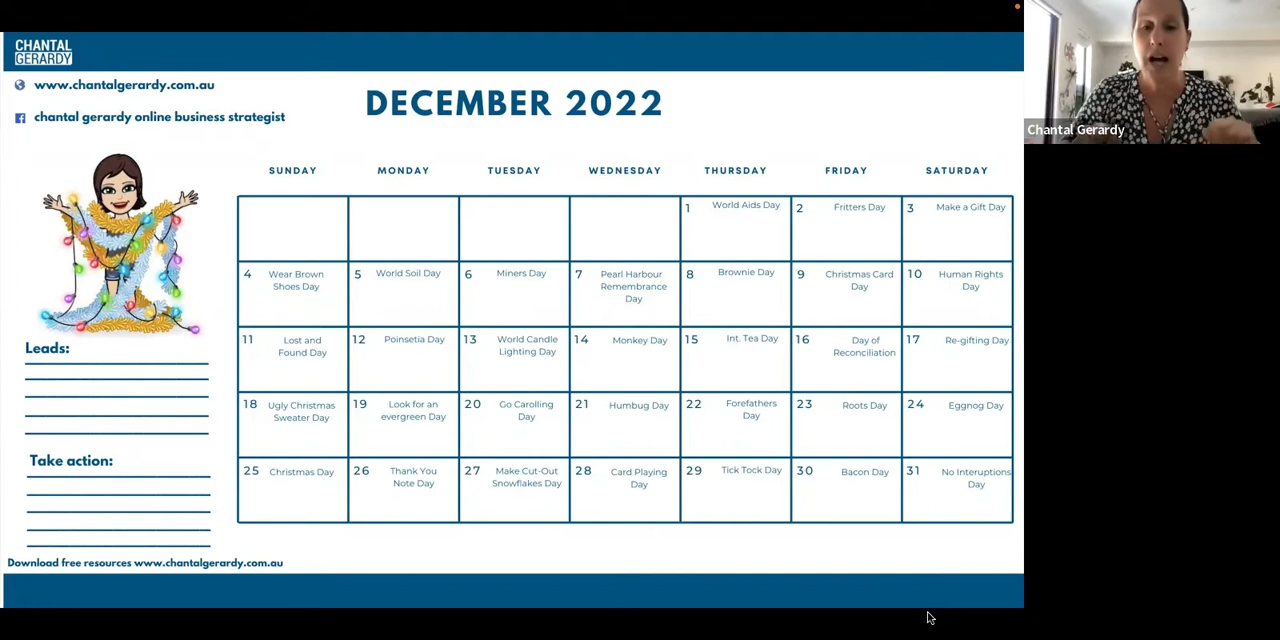 CHANTAL
GERARDY
www.chantalgerardy.com.au
chantal gerardy online business strategist
DECEMBER 2022
SUNDAY MONDAY TUESDAY WEDNESDAY THURSDAY FRIDAY SATURDAY
1 World Aids Day
2 Fritters Day
3 Make a Gift Day
4 Wear Brown
Shoes Day
5 World Soil Day
6 Miners Day
7 Pearl Harbour
Remembrance
Day
8 Brownie Day
9 Christmas Card
Day
10 Human Rights
Day
11 Lost and
Found Day
12 Poinsetia Day
13 World Candle
Lighting Day
14 Monkey Day
15 Int. Tea Day
16 Day of
Reconciliation
17 Re-gifting Day
18 Ugly Christmas
Sweater Day
19 Look for an
evergreen Day
20 Go Carolling
Day
21 Humbug Day
22 Forefathers
Day
23 Roots Day
24 Eggnog Day
25 Christmas Day
26 Thank You
Note Day
27 Make Cut-Out
Snowflakes Day
28 Card Playing
Day
29 Tick Tock Day
30 Bacon Day
31 No Interuptions
Day
Leads:
Take action:
Download free resources www.chantalgerardy.com.au
Chantal Gerardy